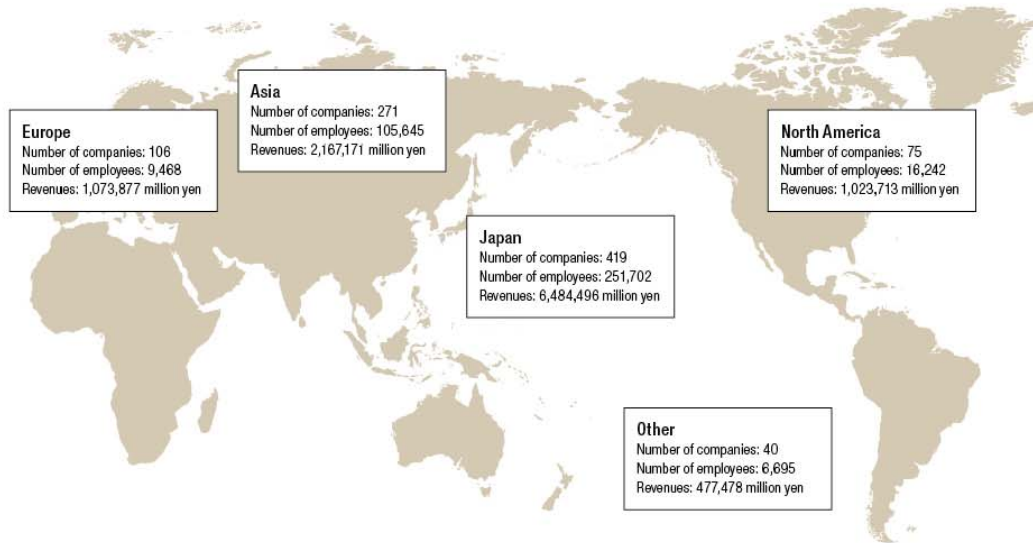 Asia
Number of companies: 271
Number of employees: 105,645
Revenues: 2,167,171 million yen
Europe
Number of companies: 106
Number of employees: 9,468
Revenues: 1,073,877 million yen
North America
Number of companies: 75
Number of employees: 16,242
Revenues: 1,023,713 million yen
Japan
Number of companies: 419
Number of employees: 251,702
Revenues: 6,484,496 million yen
Other
Number of companies: 40
Number of employees: 6,695
Revenues: 477,478 million yen